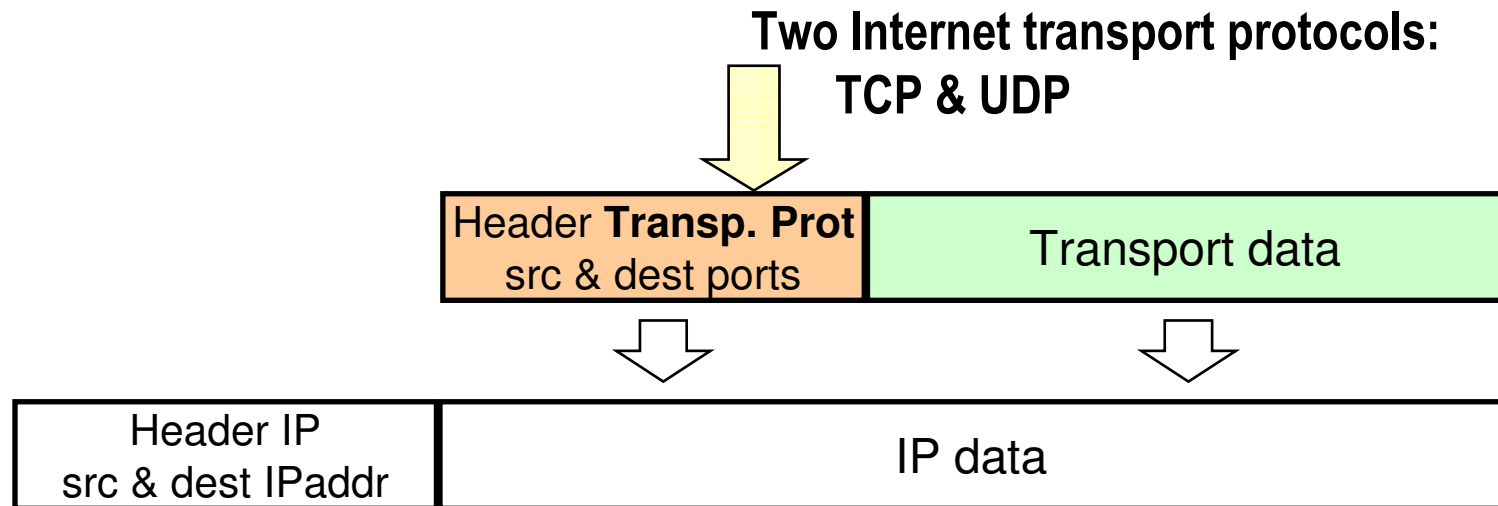 Two Internet transport protocols:
TCP & UDP
Header Transp. Prot
src & dest ports
Transport data
Header IP
src & dest IPaddr
IP data